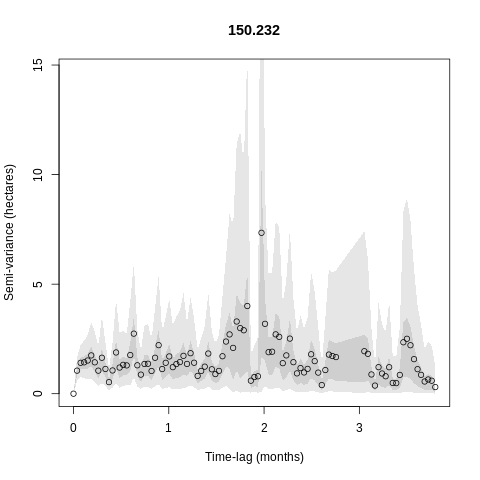 150.232
Semi-variance (hectares)
15
10
5
0
0 1 2 3
Time-lag (months)